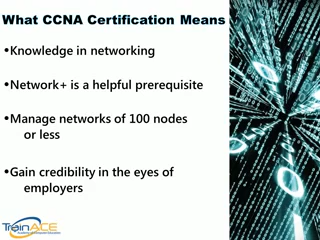 What CCNA Certification Means
•Knowledge in networking
•Network+ is a helpful prerequisite
•Manage networks of 100 nodes
or less
•Gain credibility in the eyes of
employers
TrainACE